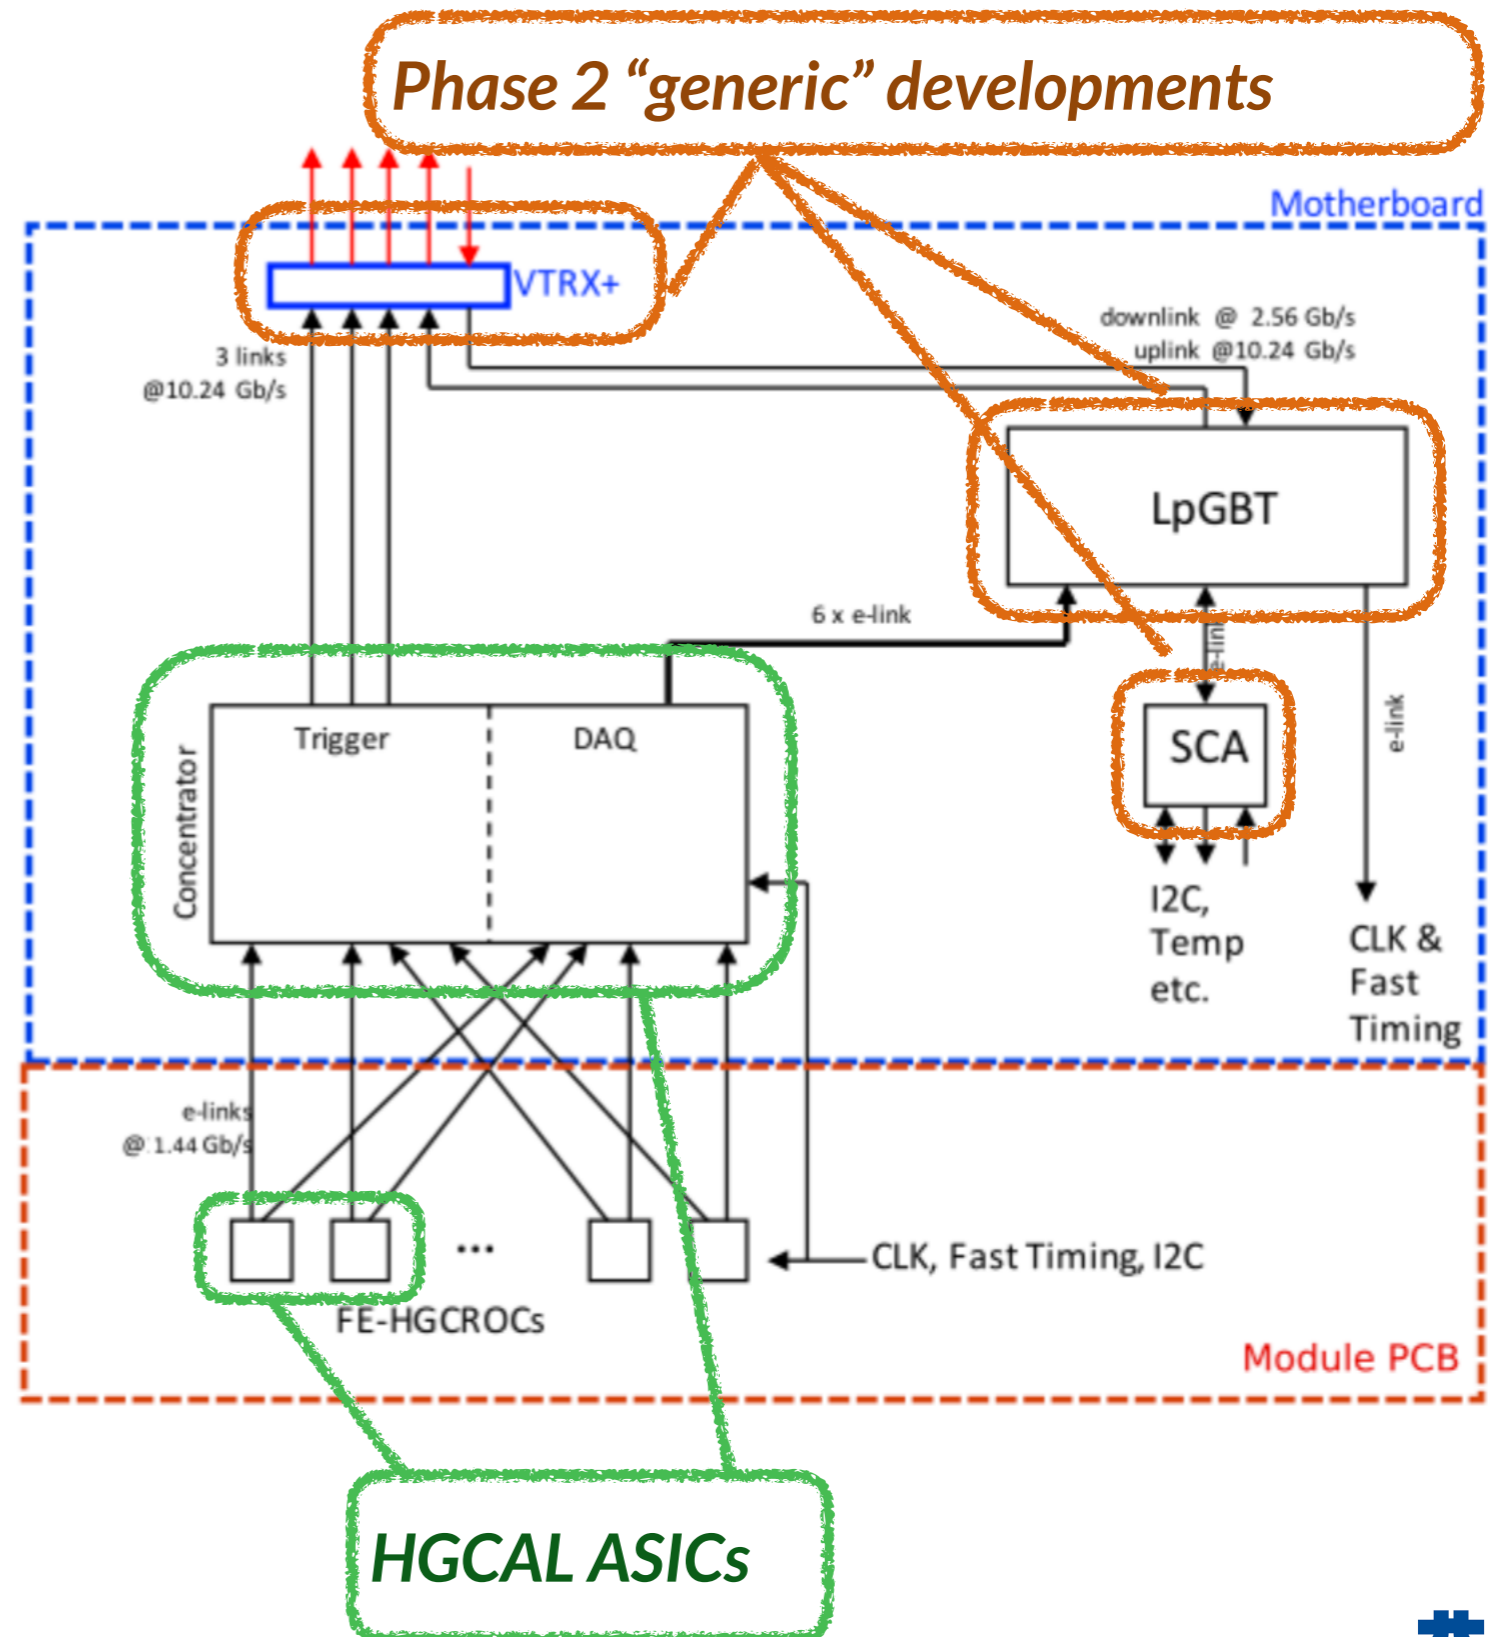 Phase 2 “generic” developments
Motherboard
VTRX+
downlink @ 2.56 Gb/s
uplink @10.24 Gb/s
3 links
@10.24 Gb/s
LpGBT
6 x e-link
e-link
Trigger
DAQ
Concentrator
SCA
e-link
I2C,
Temp
etc.
CLK &
Fast
Timing
e-links
@ 1.44 Gb/s
...
CLK, Fast Timing, I2C
FE-HGCROCs
Module PCB
HGCAL ASICs